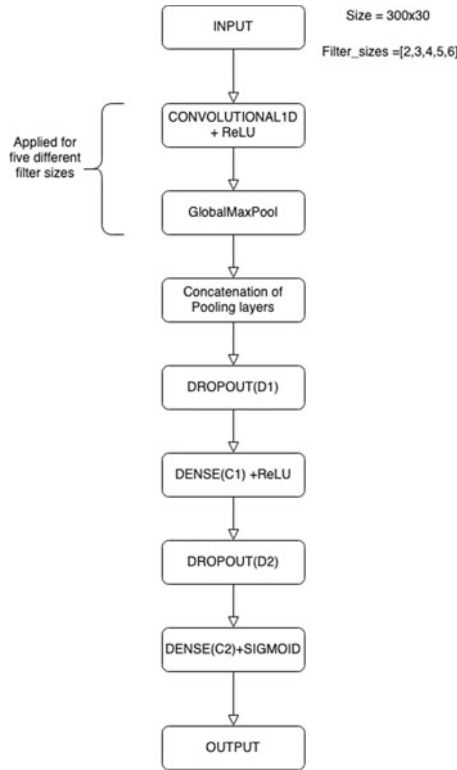 INPUT
Size = 300x30
Filter_sizes =[2,3,4,5,6]
Applied for
five different
filter sizes
CONVOLUTIONAL1D
+ ReLU
GlobalMaxPool
Concatenation of
Pooling layers
DROPOUT(D1)
DENSE(C1) +ReLU
DROPOUT(D2)
DENSE(C2)+SIGMOID
OUTPUT